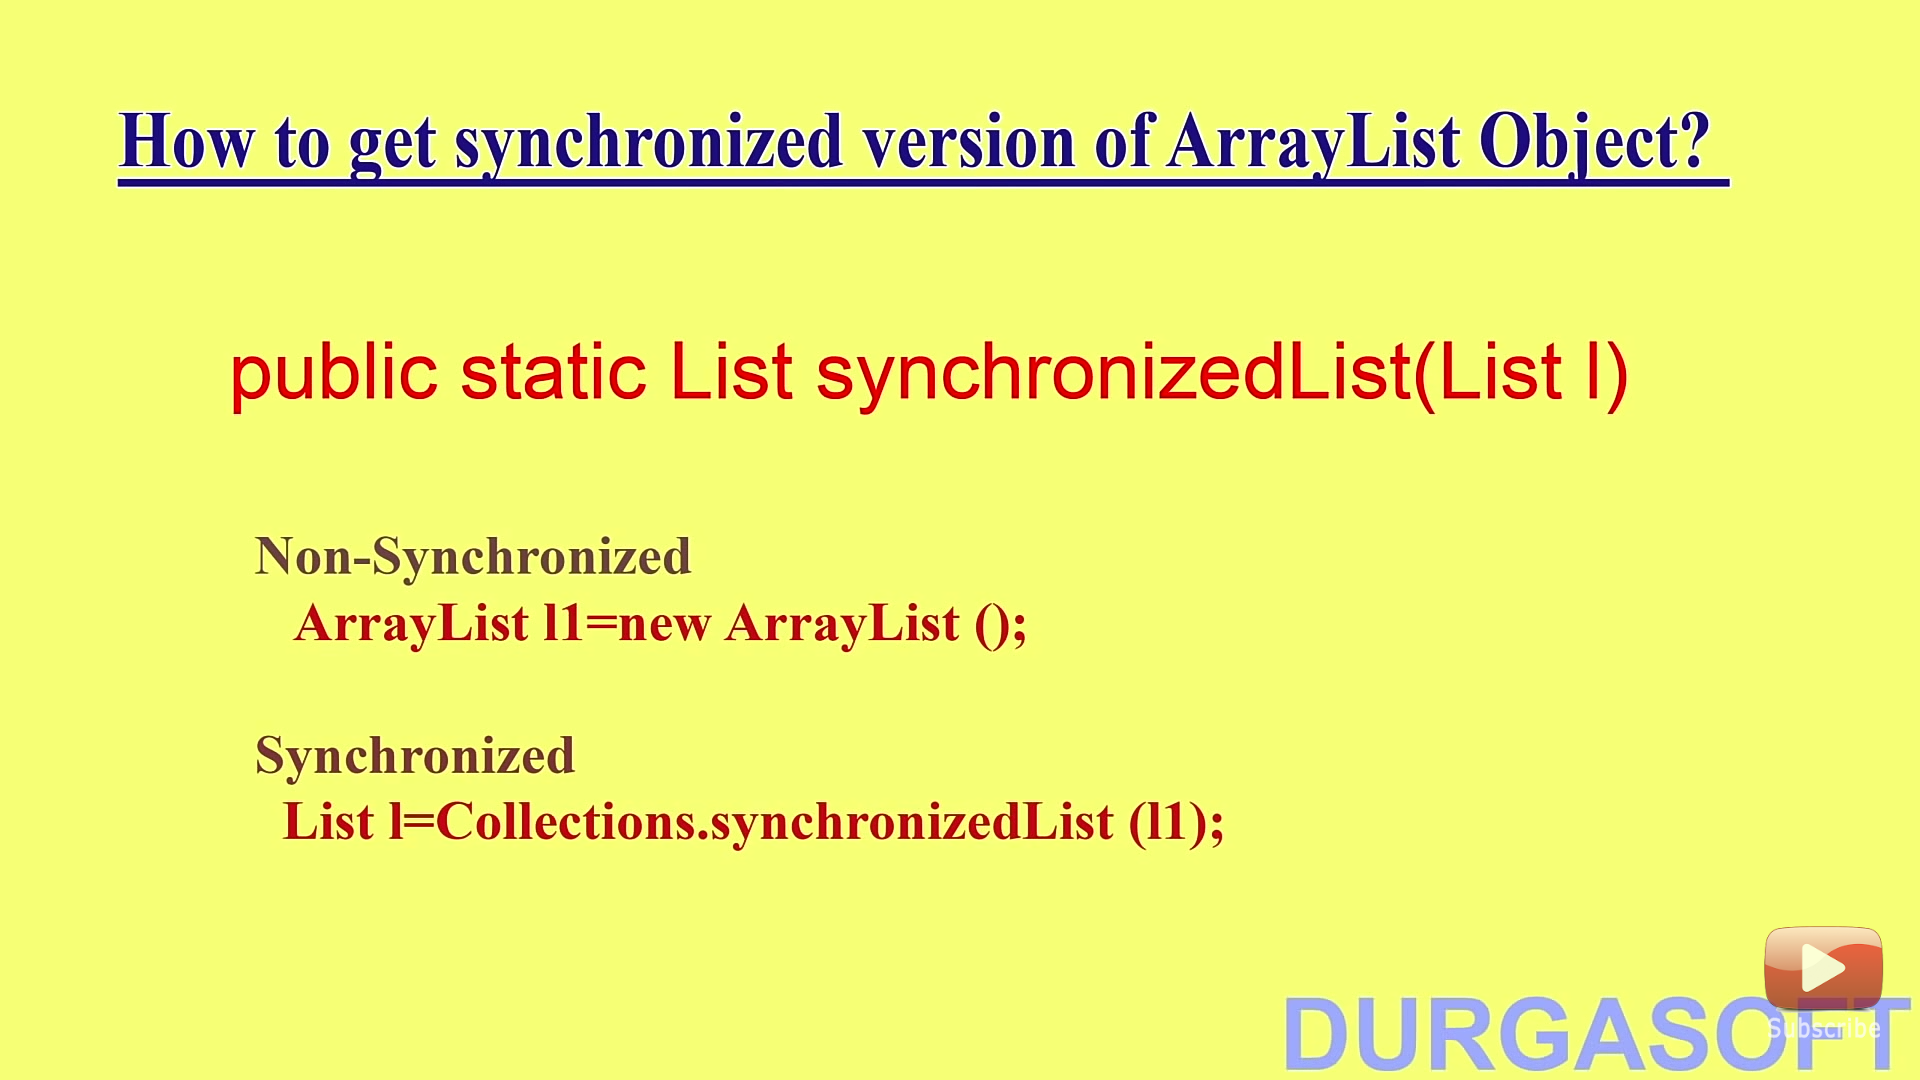 How to get synchronized version of ArrayList Object?
public static List synchronizedList(List l)
Non-Synchronized
ArrayList l1=new ArrayList ();
Synchronized
List l=Collections.synchronizedList (l1);
DURGASOFT
Subscribe